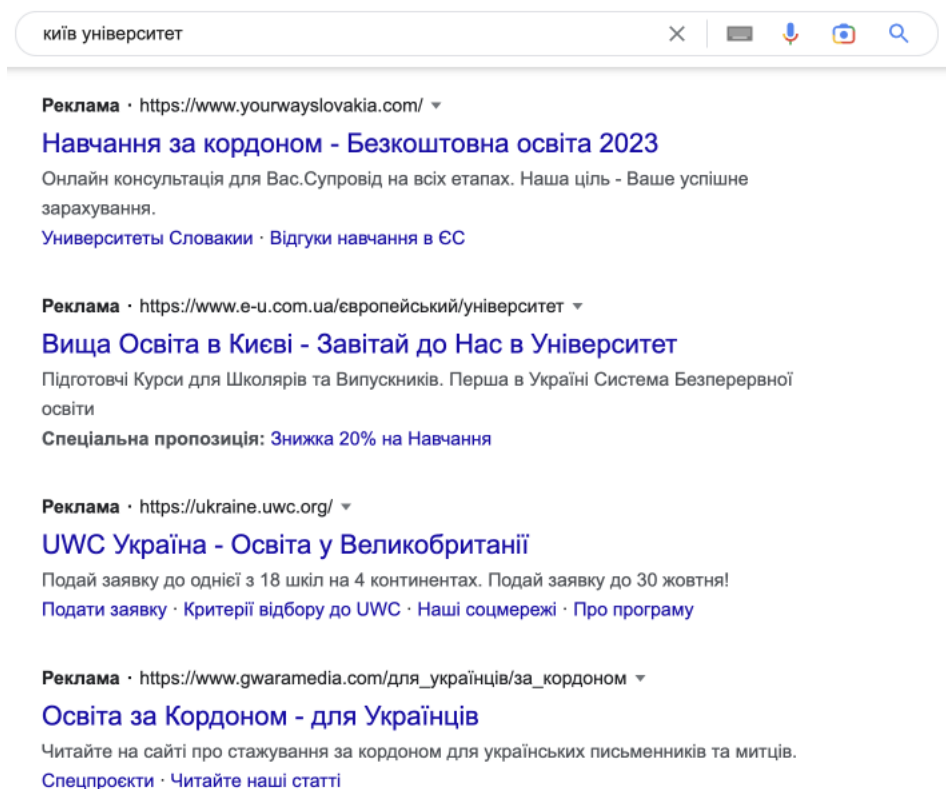 київ університет
Реклама · https://www.yourwayslovakia.com/
Навчання за кордоном - Безкоштовна освіта 2023
Онлайн консультація для Вас.Супровід на всіх етапах. Наша ціль - Ваше успішне
зарахування.
Университеты Словакии · Відгуки навчання в ЄС
Реклама · https://www.e-u.com.ua/європейський/університет
Вища Освіта в Києві - Завітай до Нас в Університет
Підготовчі Курси для Школярів та Випускників. Перша в Україні Система Безперервної
освіти
Спеціальна пропозиція: Знижка 20% на Навчання
Реклама · https://ukraine.uwc.org/
UWC Україна - Освіта у Великобританії
Подай заявку до однієї з 18 шкіл на 4 континентах. Подай заявку до 30 жовтня!
Подати заявку · Критерії відбору до UWC · Наші соцмережі · Про програму
Реклама · https://www.gwaramedia.com/для_українців/за_кордоном
Освіта за Кордоном - для Українців
Читайте на сайті про стажування за кордоном для українських письменників та митців.
Спецпроєкти · Читайте наші статті